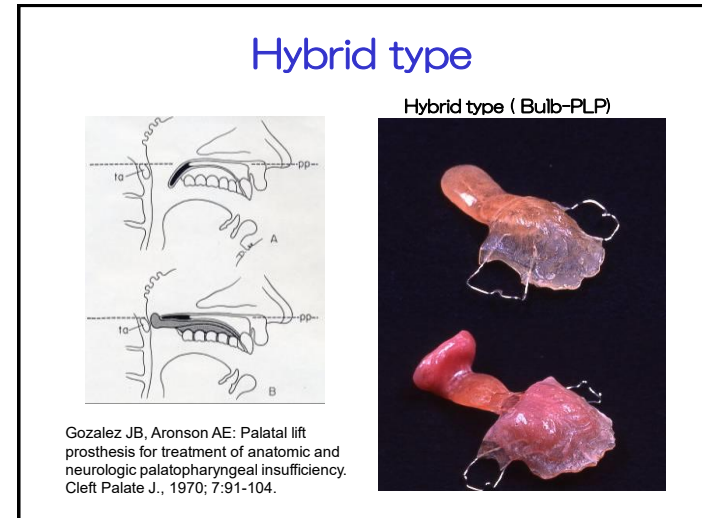 Hybrid type
Hybrid type ( Bulb-PLP)
ta
pp
A
ta
pp
B
Gozalez JB, Aronson AE: Palatal lift
prosthesis for treatment of anatomic and
neurologic palatopharyngeal insufficiency.
Cleft Palate J., 1970; 7:91-104.